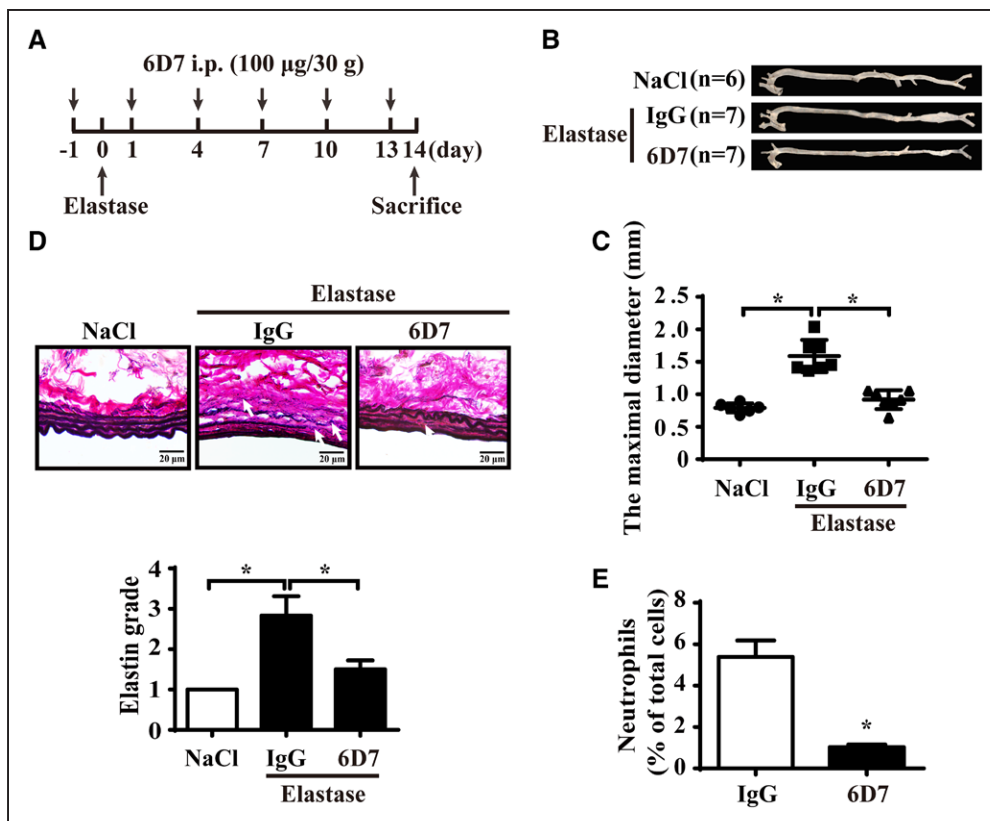 A
6D7 i.p. (100 μg/30 g)
-1 0 1 4 7 10 13 14 (day)
Elastase Sacrifice
B
NaCl (n=6)
IgG (n=7)
Elastase
6D7 (n=7)
C
The maximal diameter (mm)
2.5
2.0
1.5
1.0
0.5
0
* *
NaCl IgG 6D7
Elastase
D
Elastase
NaCl IgG 6D7
20 μm 20 μm 20 μm
Elastin grade
4
3
2
1
0
* *
NaCl IgG 6D7
Elastase
E
Neutrophils
(% of total cells)
8
6
4
2
0
*
IgG 6D7